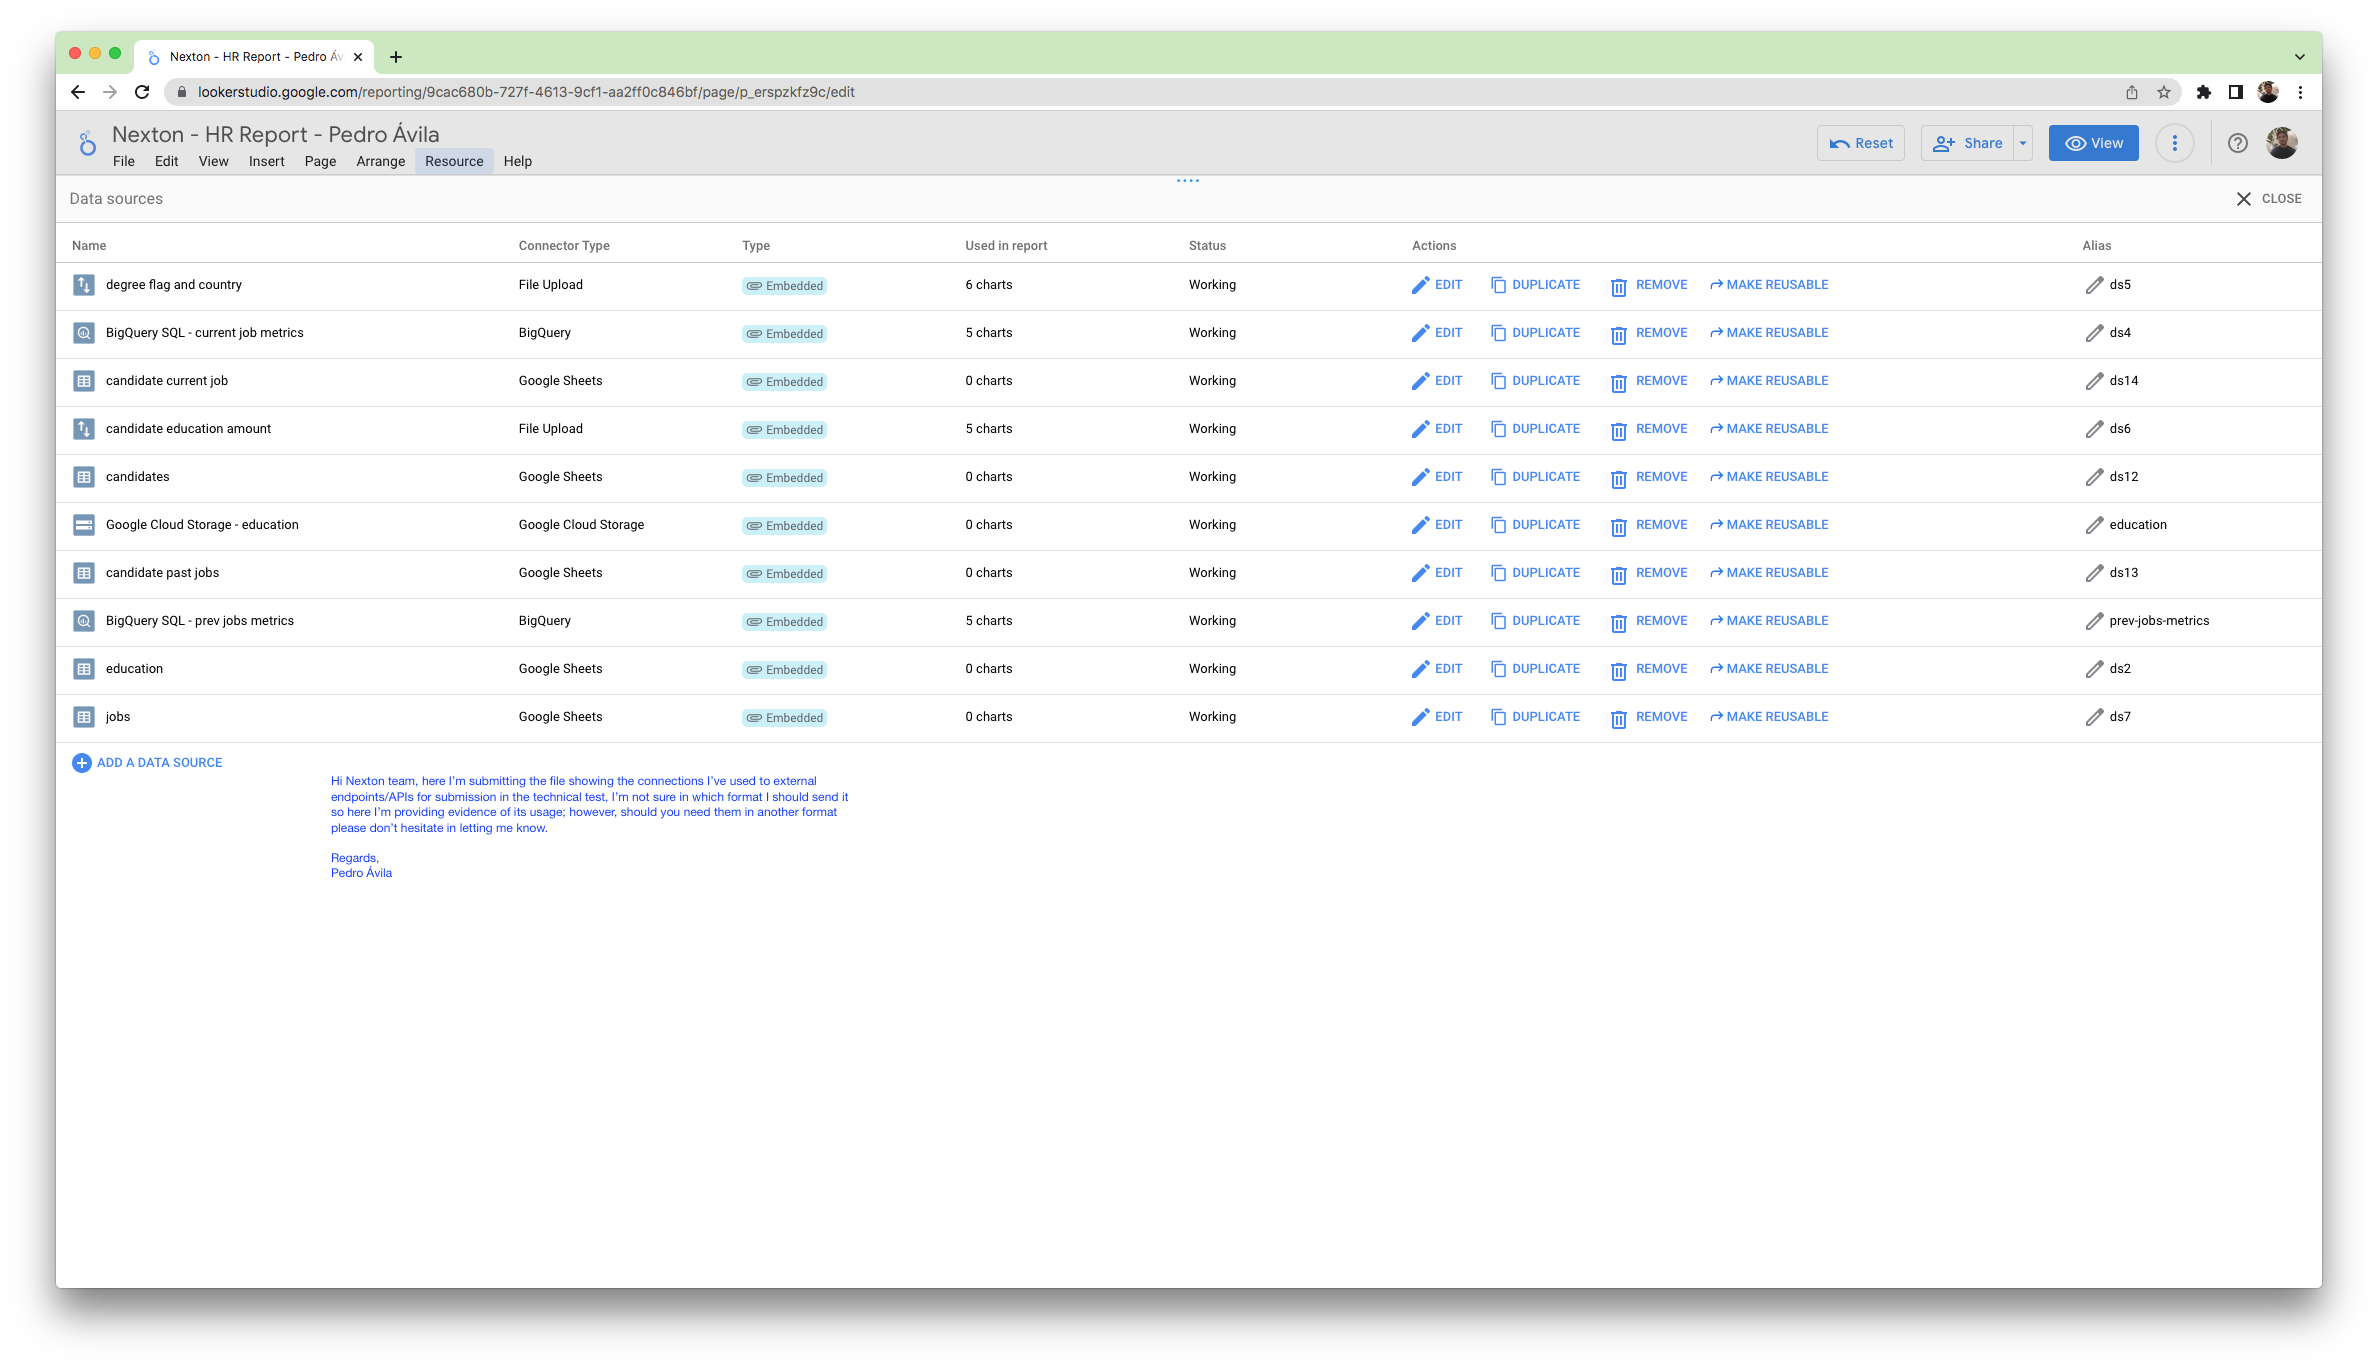 Nexton - HR Report - Pedro Áv
lookerstudio.google.com/reporting/9cac680b-727f-4613-9cf1-aa2ff0c846bf/page/p_erspzkfz9c/edit
Nexton - HR Report - Pedro Ávila
File Edit View Insert Page Arrange Resource Help
Reset Share View
Data sources CLOSE
Name Connector Type Type Used in report Status Actions Alias
degree flag and country File Upload Embedded 6 charts Working EDIT DUPLICATE REMOVE MAKE REUSABLE ds5
BigQuery SQL - current job metrics BigQuery Embedded 5 charts Working EDIT DUPLICATE REMOVE MAKE REUSABLE ds4
candidate current job Google Sheets Embedded 0 charts Working EDIT DUPLICATE REMOVE MAKE REUSABLE ds14
candidate education amount File Upload Embedded 5 charts Working EDIT DUPLICATE REMOVE MAKE REUSABLE ds6
candidates Google Sheets Embedded 0 charts Working EDIT DUPLICATE REMOVE MAKE REUSABLE ds12
Google Cloud Storage - education Google Cloud Storage Embedded 0 charts Working EDIT DUPLICATE REMOVE MAKE REUSABLE education
candidate past jobs Google Sheets Embedded 0 charts Working EDIT DUPLICATE REMOVE MAKE REUSABLE ds13
BigQuery SQL - prev jobs metrics BigQuery Embedded 5 charts Working EDIT DUPLICATE REMOVE MAKE REUSABLE prev-jobs-metrics
education Google Sheets Embedded 0 charts Working EDIT DUPLICATE REMOVE MAKE REUSABLE ds2
jobs Google Sheets Embedded 0 charts Working EDIT DUPLICATE REMOVE MAKE REUSABLE ds7
ADD A DATA SOURCE
Hi Nexton team, here I'm submitting the file showing the connections I've used to external
endpoints/APIs for submission in the technical test, I'm not sure in which format I should send it
so here I'm providing evidence of its usage; however, should you need them in another format
please don't hesitate in letting me know.
Regards,
Pedro Ávila